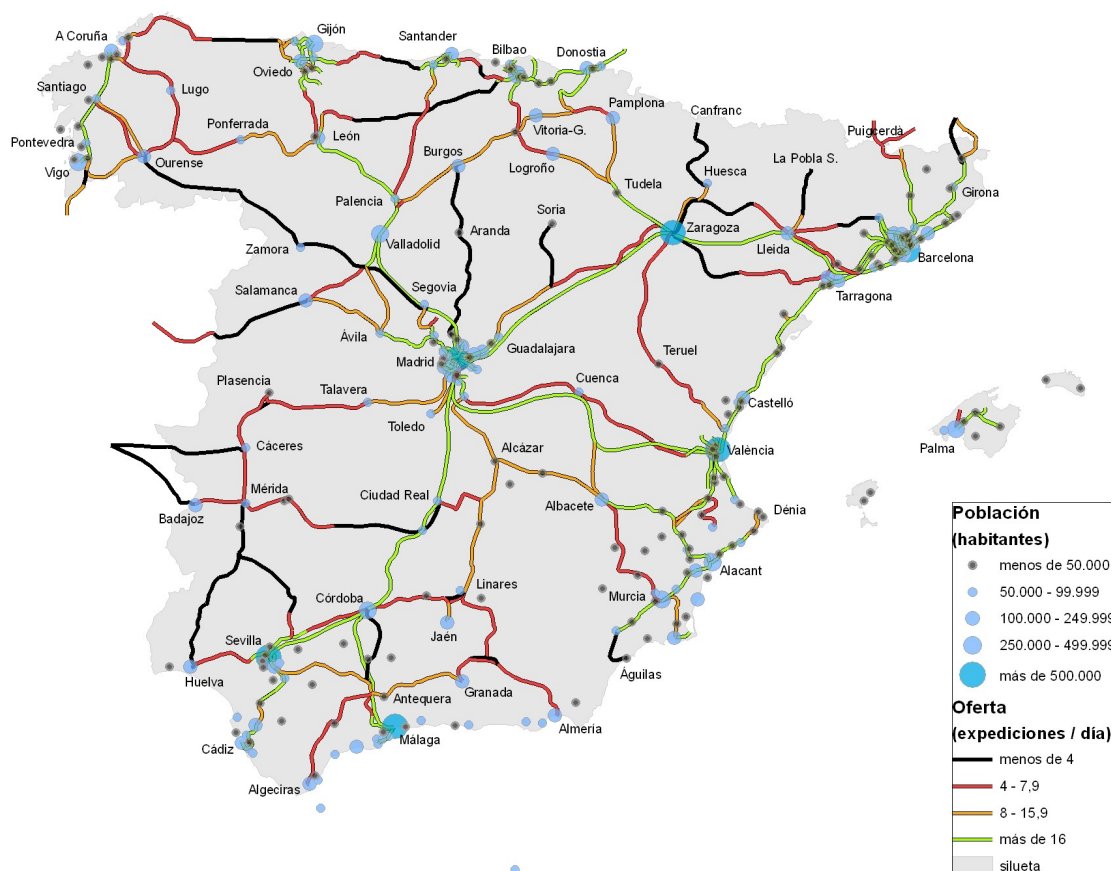 Gijón
A Coruña
Santander
Bilbao
Donostia
Oviedo
Santiago
Lugo
Pamplona
Canfranc
Ponferrada
León
Vitoria-G.
Puigcerdà
Pontevedra
Ourense
Burgos
Logroño
La Pobla S.
Vigo
Huesca
Girona
Palencia
Tudela
Soria
Aranda
Zaragoza
Valladolid
Zamora
Lleida
Barcelona
Salamanca
Segovia
Tarragona
Ávila
Guadalajara
Madrid
Teruel
Plasencia
Talavera
Cuenca
Castelló
Toledo
Palma
Cáceres
Alcázar
València
Mérida
Ciudad Real
Badajoz
Albacete
Dénia
Alacant
Linares
Murcia
Córdoba
Jaén
Sevilla
Huelva
Águilas
Antequera
Granada
Cádiz
Málaga
Almería
Algeciras
Población
(habitantes)
menos de 50.000
50.000 - 99.999
100.000 - 249.999
250.000 - 499.999
más de 500.000
Oferta
(expediciones / día)
menos de 4
4 - 7,9
8 - 15,9
más de 16
silueta